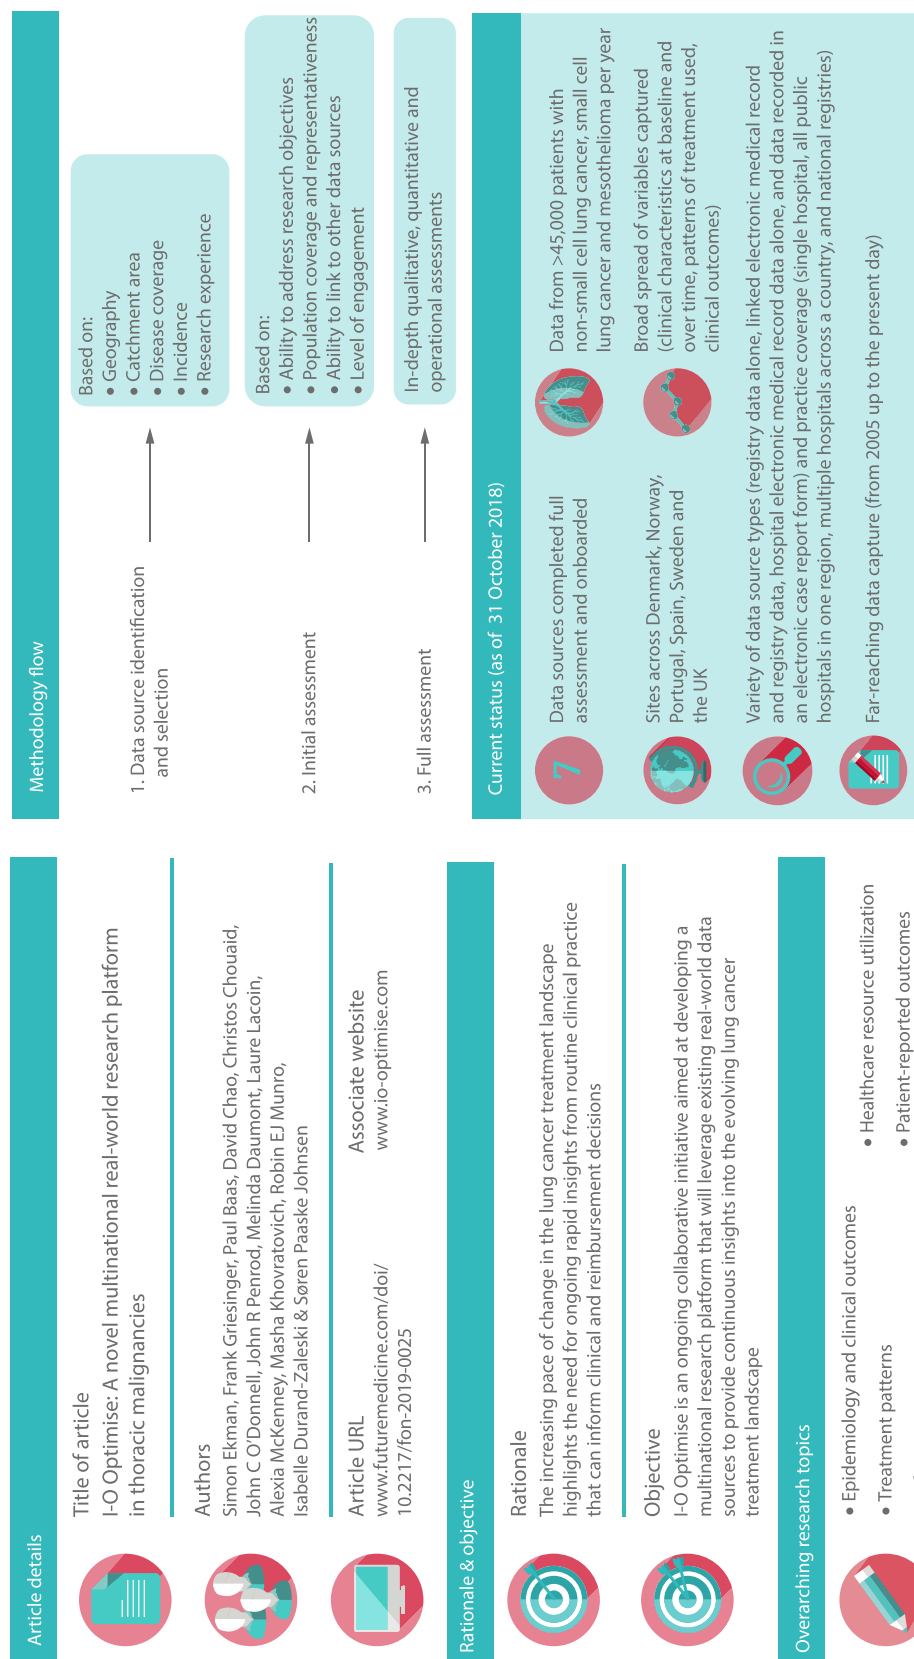 Article details
Title of article
I-O Optimise: A novel multinational real-world research platform
in thoracic malignancies
Authors
Simon Ekman, Frank Griesinger, Paul Baas, David Chao, Christos Chouaid,
John C O'Donnell, John R Penrod, Melinda Daumont, Laure Lacoin,
Alexia McKenney, Masha Khovratovich, Robin EJ Munro,
Isabelle Durand-Zaleski & Søren Paaske Johnsen
Article URL
www.futuremedicine.com/doi/
10.2217/fon-2019-0025
Associate website
www.io-optimise.com
Rationale & objective
Rationale
The increasing pace of change in the lung cancer treatment landscape
highlights the need for ongoing rapid insights from routine clinical practice
that can inform clinical and reimbursement decisions
Objective
I-O Optimise is an ongoing collaborative initiative aimed at developing a
multinational research platform that will leverage existing real-world data
sources to provide continuous insights into the evolving lung cancer
treatment landscape
Overarching research topics
• Epidemiology and clinical outcomes
• Treatment patterns
• Healthcare resource utilization
• Patient-reported outcomes
Methodology flow
1. Data source identification
and selection
Based on:
• Geography
• Catchment area
• Disease coverage
• Incidence
• Research experience
2. Initial assessment
Based on:
• Ability to address research objectives
• Population coverage and representativeness
• Ability to link to other data sources
• Level of engagement
3. Full assessment
In-depth qualitative, quantitative and
operational assessments
Current status (as of 31 October 2018)
7
Data sources completed full
assessment and onboarded
Data from >45,000 patients with
non-small cell lung cancer, small cell
lung cancer and mesothelioma per year
Sites across Denmark, Norway,
Portugal, Spain, Sweden and
the UK
Broad spread of variables captured
(clinical characteristics at baseline and
over time, patterns of treatment used,
clinical outcomes)
Variety of data source types (registry data alone, linked electronic medical record
and registry data, hospital electronic medical record data alone, and data recorded in
an electronic case report form) and practice coverage (single hospital, all public
hospitals in one region, multiple hospitals across a country, and national registries)
Far-reaching data capture (from 2005 up to the present day)